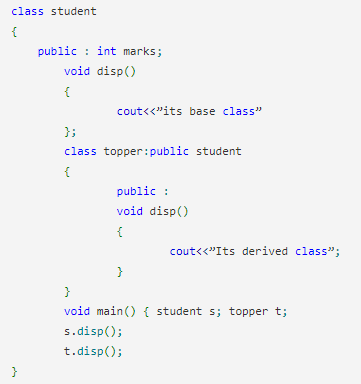 class student
{
public : int marks;
void disp()
{
cout<<”its base class”
};
class topper:public student
{
public :
void disp()
{
cout<<”Its derived class”;
}
}
void main() { student s; topper t;
s.disp();
t.disp();
}